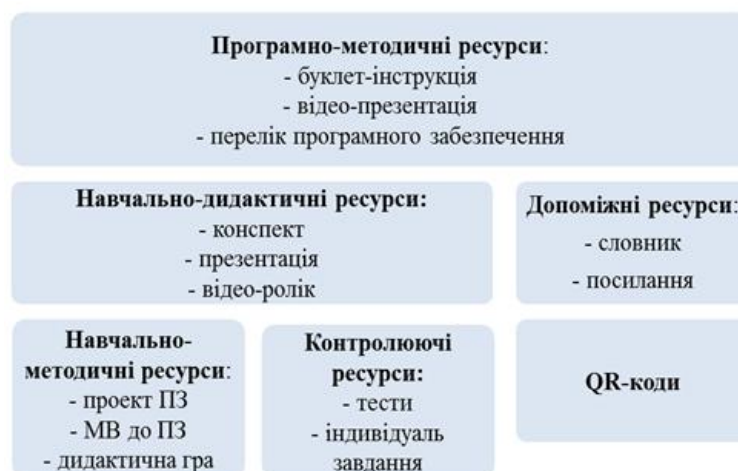 Програмно-методичні ресурси:
- буклет-інструкція
- відео-презентація
- перелік програмного забезпечення
Навчально-дидактичні ресурси:
- конспект
- презентація
- відео-ролік
Допоміжні ресурси:
- словник
- посилання
Навчально-
методичні ресурси:
- проект ПЗ
- МВ до ПЗ
- дидактична гра
Контролюючі
ресурси:
- тести
- індивідуаль
завдання
QR-коди